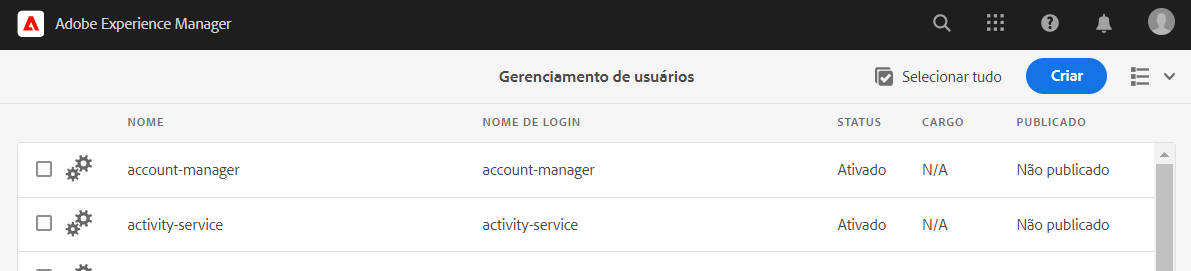 Adobe Experience Manager
Gerenciamento de usuários Selecionar tudo Criar
NOME NOME DE LOGIN STATUS CARGO PUBLICADO
account-manager account-manager Ativado N/A Não publicado
activity-service activity-service Ativado N/A Não publicado